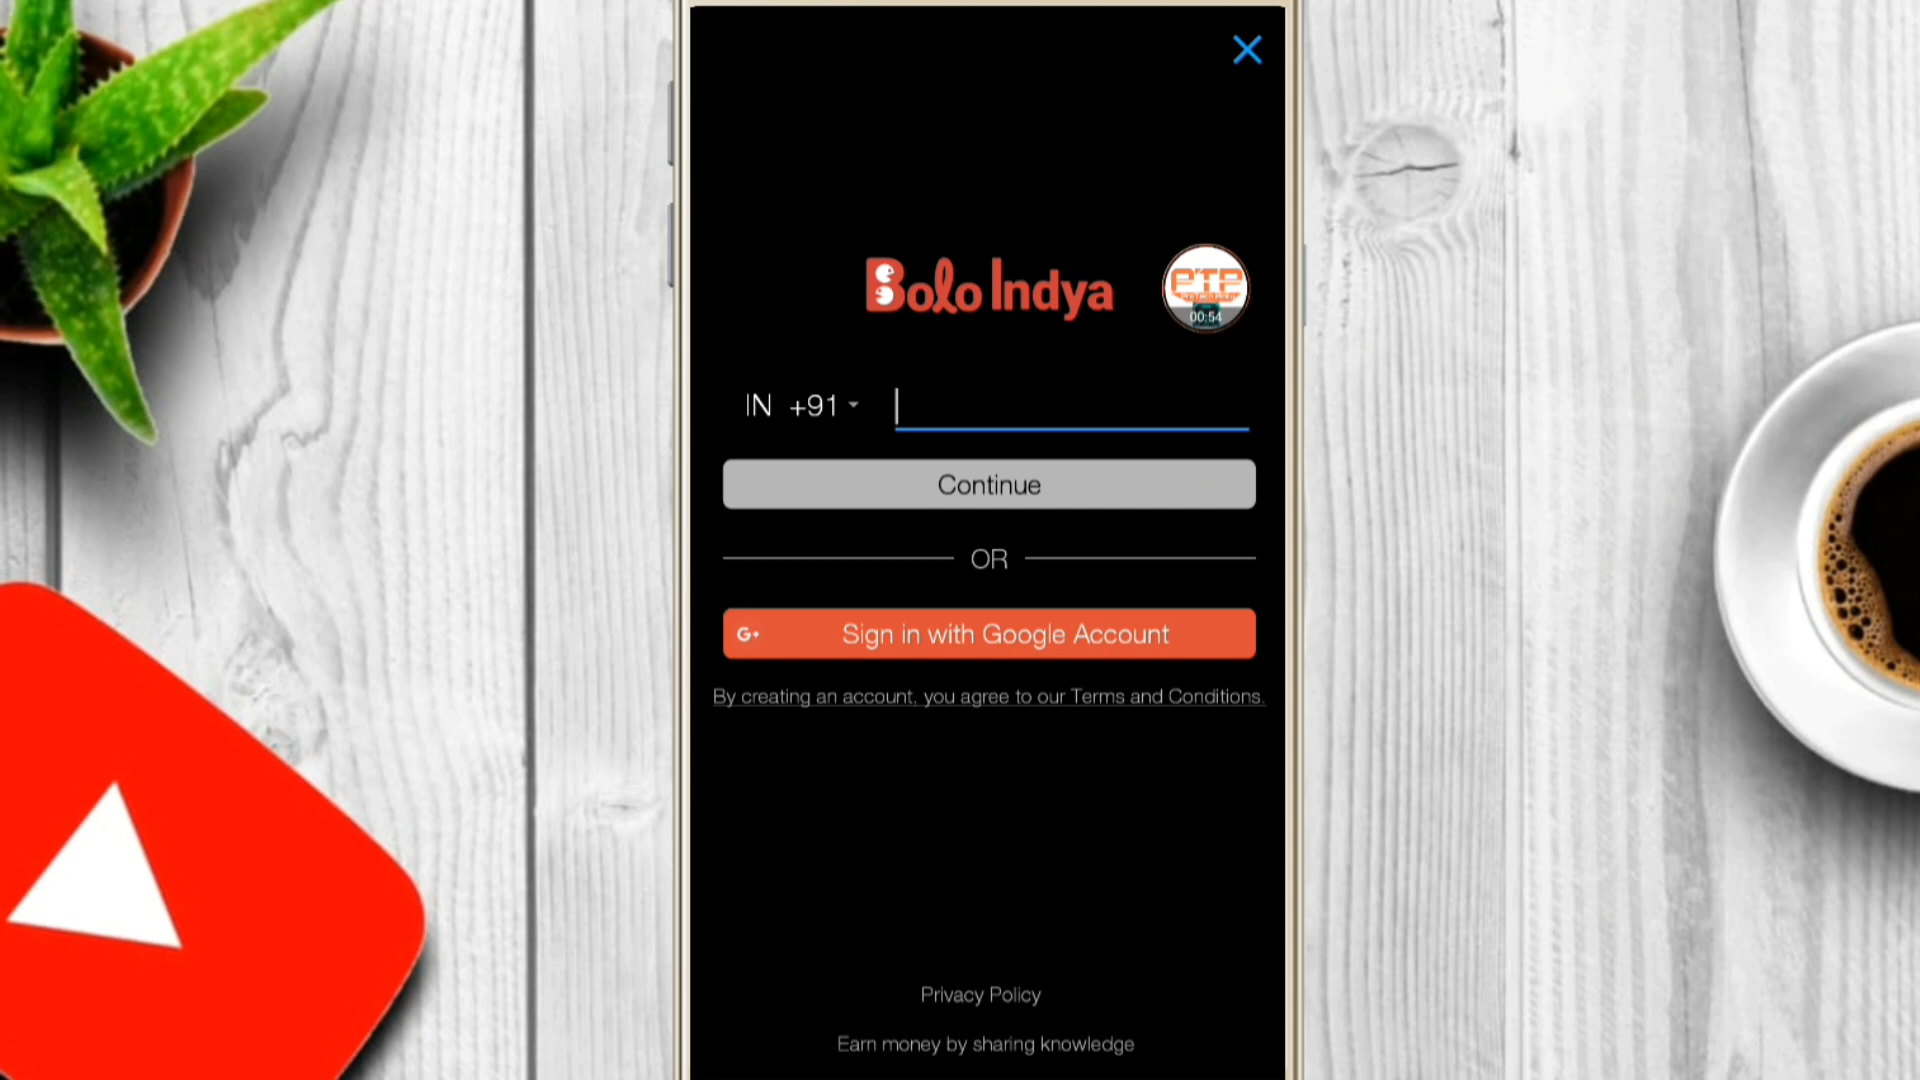 Bolo Indya
PTP
00:54
IN +91
Continue
OR
G+ Sign in with Google Account
By creating an account, you agree to our Terms and Conditions.
Privacy Policy
Earn money by sharing knowledge